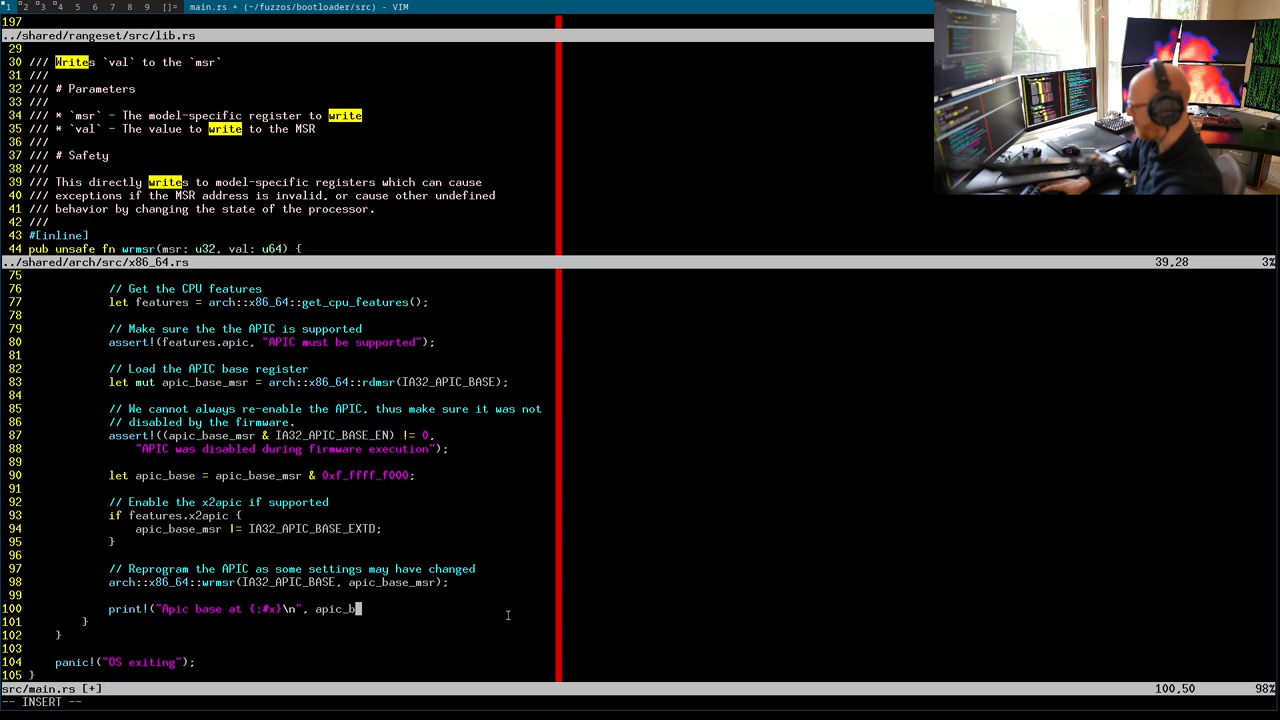 1 2 3 4 5 6 7 8 9 []= main.rs + (~/fuzzos/bootloader/src) - VIM
197
../shared/rangeset/src/lib.rs
29
30 /// Writes `val` to the `msr`
31 ///
32 /// # Parameters
33 ///
34 /// * `msr` - The model-specific register to write
35 /// * `val` - The value to write to the MSR
36 ///
37 /// # Safety
38 ///
39 /// This directly writes to model-specific registers which can cause
40 /// exceptions if the MSR address is invalid, or cause other undefined
41 /// behavior by changing the state of the processor.
42 ///
43 #[inline]
44 pub unsafe fn wrmsr(msr: u32, val: u64) {
../shared/arch/src/x86_64.rs 39,28 3%
75
76 // Get the CPU features
77 let features = arch::x86_64::get_cpu_features();
78
79 // Make sure the the APIC is supported
80 assert!(features.apic, "APIC must be supported");
81
82 // Load the APIC base register
83 let mut apic_base_msr = arch::x86_64::rdmsr(IA32_APIC_BASE);
84
85 // We cannot always re-enable the APIC, thus make sure it was not
86 // disabled by the firmware.
87 assert!((apic_base_msr & IA32_APIC_BASE_EN) != 0,
88 "APIC was disabled during firmware execution");
89
90 let apic_base = apic_base_msr & 0xf_ffff_f000;
91
92 // Enable the x2apic if supported
93 if features.x2apic {
94 apic_base_msr |= IA32_APIC_BASE_EXTD;
95 }
96
97 // Reprogram the APIC as some settings may have changed
98 arch::x86_64::wrmsr(IA32_APIC_BASE, apic_base_msr);
99
100 print!("Apic base at {:#x}\n", apic_b
101 }
102 }
103
104 panic!("OS exiting");
105 }
src/main.rs [+] 100,50 98%
-- INSERT --